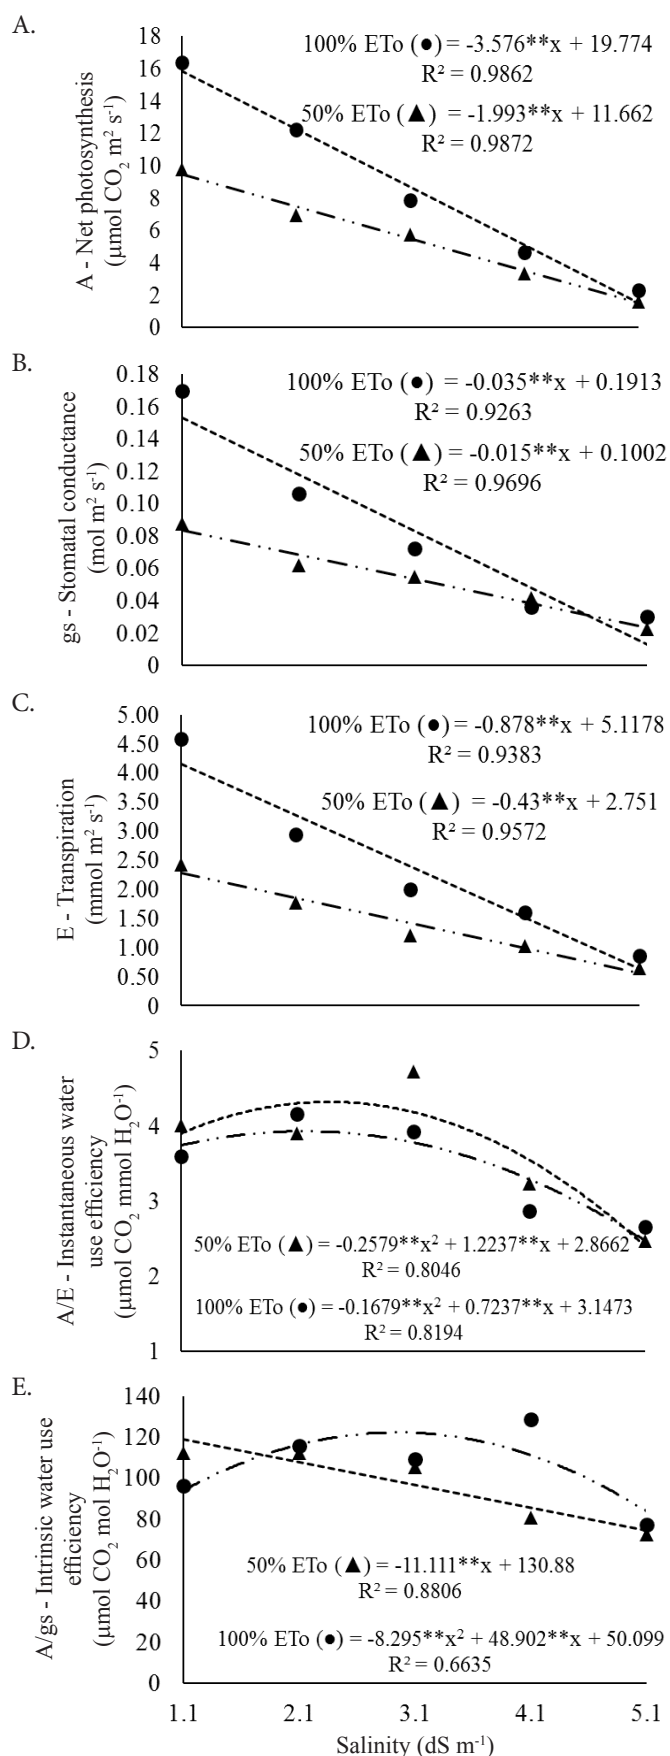 A.
A - Net photosynthesis
(µmol CO₂ m² s⁻¹)
18
16
14
12
10
8
6
4
2
0
100% ETo (●) = -3.576**x + 19.774
R² = 0.9862
50% ETo (▲) = -1.993**x + 11.662
R² = 0.9872
B.
gs - Stomatal conductance
(mol m² s⁻¹)
0.18
0.16
0.14
0.12
0.10
0.08
0.06
0.04
0.02
0
100% ETo (●) = -0.035**x + 0.1913
R² = 0.9263
50% ETo (▲) = -0.015**x + 0.1002
R² = 0.9696
C.
E - Transpiration
(mmol m² s⁻¹)
5.00
4.50
4.00
3.50
3.00
2.50
2.00
1.50
1.00
0.50
0
100% ETo (●) = -0.878**x + 5.1178
R² = 0.9383
50% ETo (▲) = -0.43**x + 2.751
R² = 0.9572
D.
A/E - Instantaneous water
use efficiency
(µmol CO₂ mmol H₂O⁻¹)
5
4
3
2
1
50% ETo (▲) = -0.2579**x² + 1.2237**x + 2.8662
R² = 0.8046
100% ETo (●) = -0.1679**x² + 0.7237**x + 3.1473
R² = 0.8194
E.
A/gs - Intrinsic water use
efficiency
(µmol CO₂ mol H₂O⁻¹)
140
120
100
80
60
40
20
0
50% ETo (▲) = -11.111**x + 130.88
R² = 0.8806
100% ETo (●) = -8.295**x² + 48.902**x + 50.099
R² = 0.6635
1.1 2.1 3.1 4.1 5.1
Salinity (dS m⁻¹)